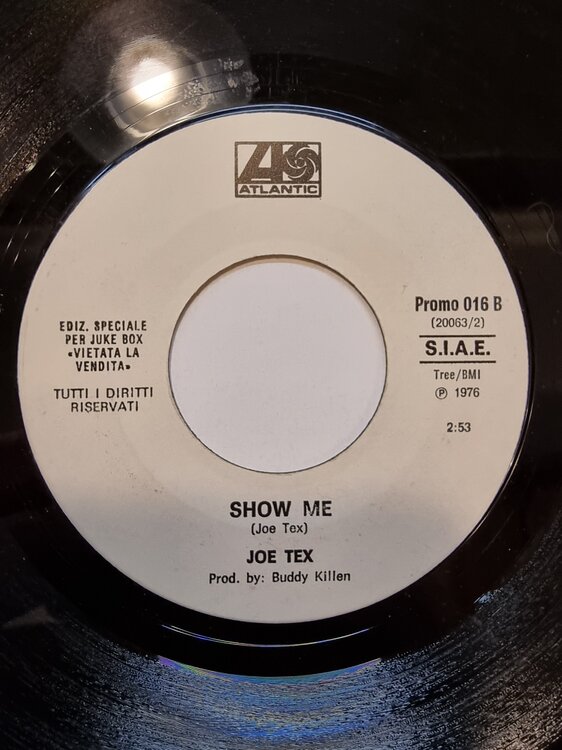 ATLANTIC
EDIZ. SPECIALE
PER JUKE BOX
«VIETATA LA
VENDITA»
TUTTI I DIRITTI
RISERVATI
Promo 016 B
(20063/2)
S.I.A.E.
Tree/BMI
Ⓟ 1976
2:53
SHOW ME
(Joe Tex)
JOE TEX
Prod. by: Buddy Killen